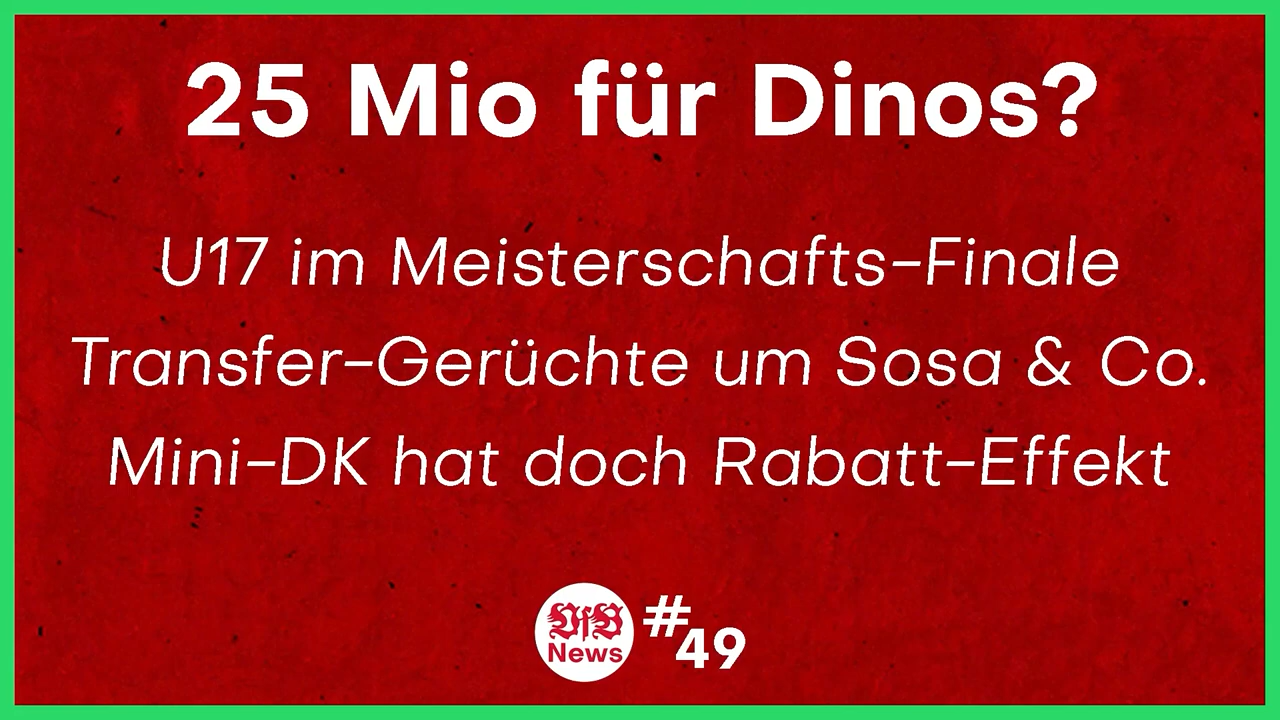 25 Mio für Dinos?
U17 im Meisterschafts-Finale
Transfer-Gerüchte um Sosa & Co.
Mini-DK hat doch Rabatt-Effekt
VfB
News
#49